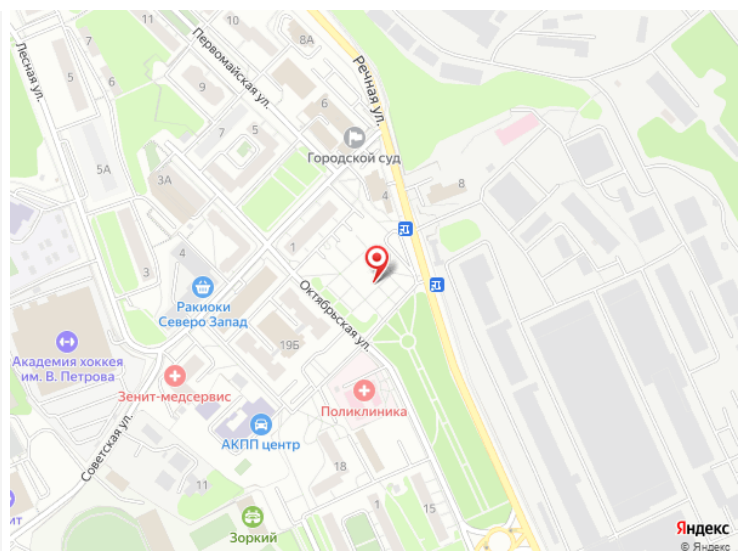 10
8А
Первомайская ул.
Речная ул.
Лесная ул.
7
5
9
6
7
5
Городской суд
5А
3А
4
8
1
3
4
Ракиоки
Северо Запад
Октябрьская ул.
19Б
Академия хоккея
им. В. Петрова
Зенит-медсервис
Поликлиника
АКПП центр
Советская ул.
18
11
15
ит
1
Зоркий
Яндекс
© Яндекс